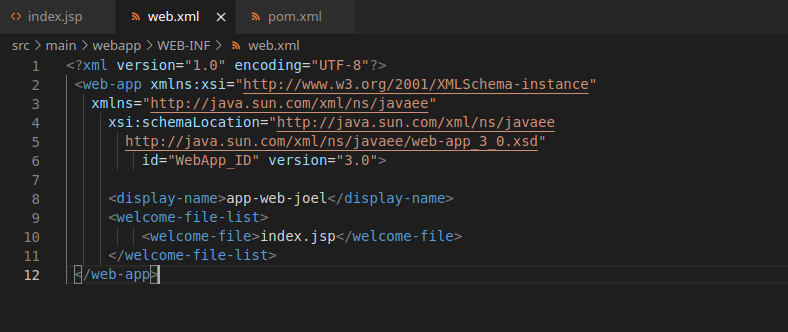 index.jsp web.xml × pom.xml
src > main > webapp > WEB-INF > web.xml
1 <?xml version="1.0" encoding="UTF-8"?>
2 <web-app xmlns:xsi="http://www.w3.org/2001/XMLSchema-instance"
3 xmlns="http://java.sun.com/xml/ns/javaee"
4 xsi:schemaLocation="http://java.sun.com/xml/ns/javaee
5 http://java.sun.com/xml/ns/javaee/web-app_3_0.xsd"
6 id="WebApp_ID" version="3.0">
7
8 <display-name>app-web-joel</display-name>
9 <welcome-file-list>
10 <welcome-file>index.jsp</welcome-file>
11 </welcome-file-list>
12 </web-app>